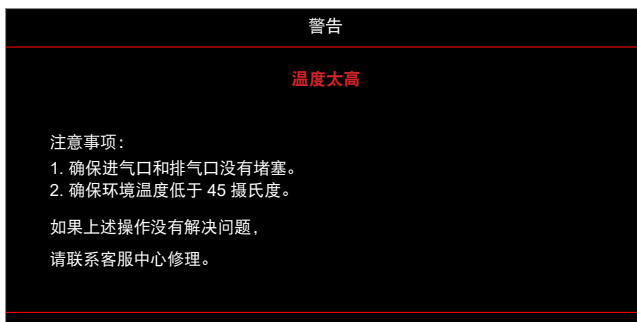 警告
温度太高
注意事项：
1. 确保进气口和排气口没有堵塞。
2. 确保环境温度低于 45 摄氏度。
如果上述操作没有解决问题，
请联系客服中心修理。